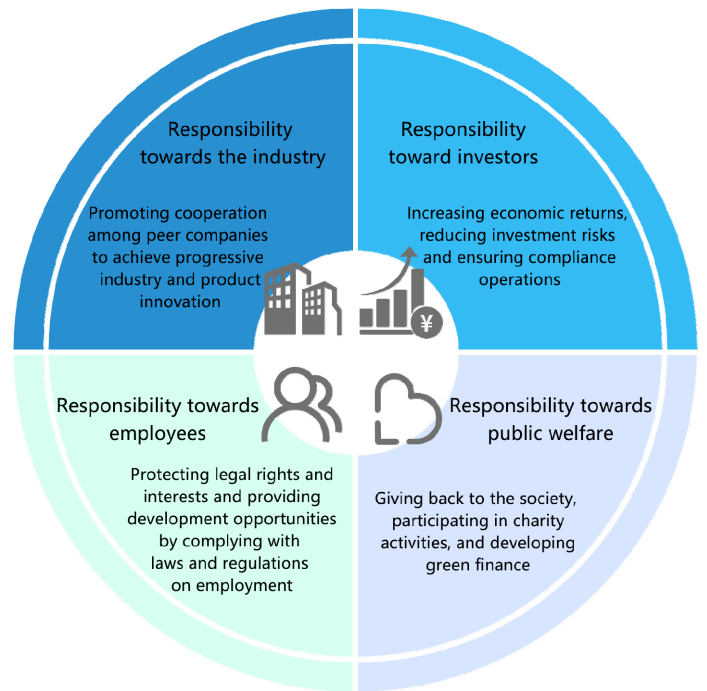 Responsibility
towards the industry
Promoting cooperation
among peer companies
to achieve progressive
industry and product
innovation
Responsibility
toward investors
Increasing economic returns,
reducing investment risks
and ensuring compliance
operations
¥
Responsibility towards
employees
Protecting legal rights and
interests and providing
development opportunities
by complying with
laws and regulations
on employment
Responsibility towards
public welfare
Giving back to the society,
participating in charity
activities, and developing
green finance